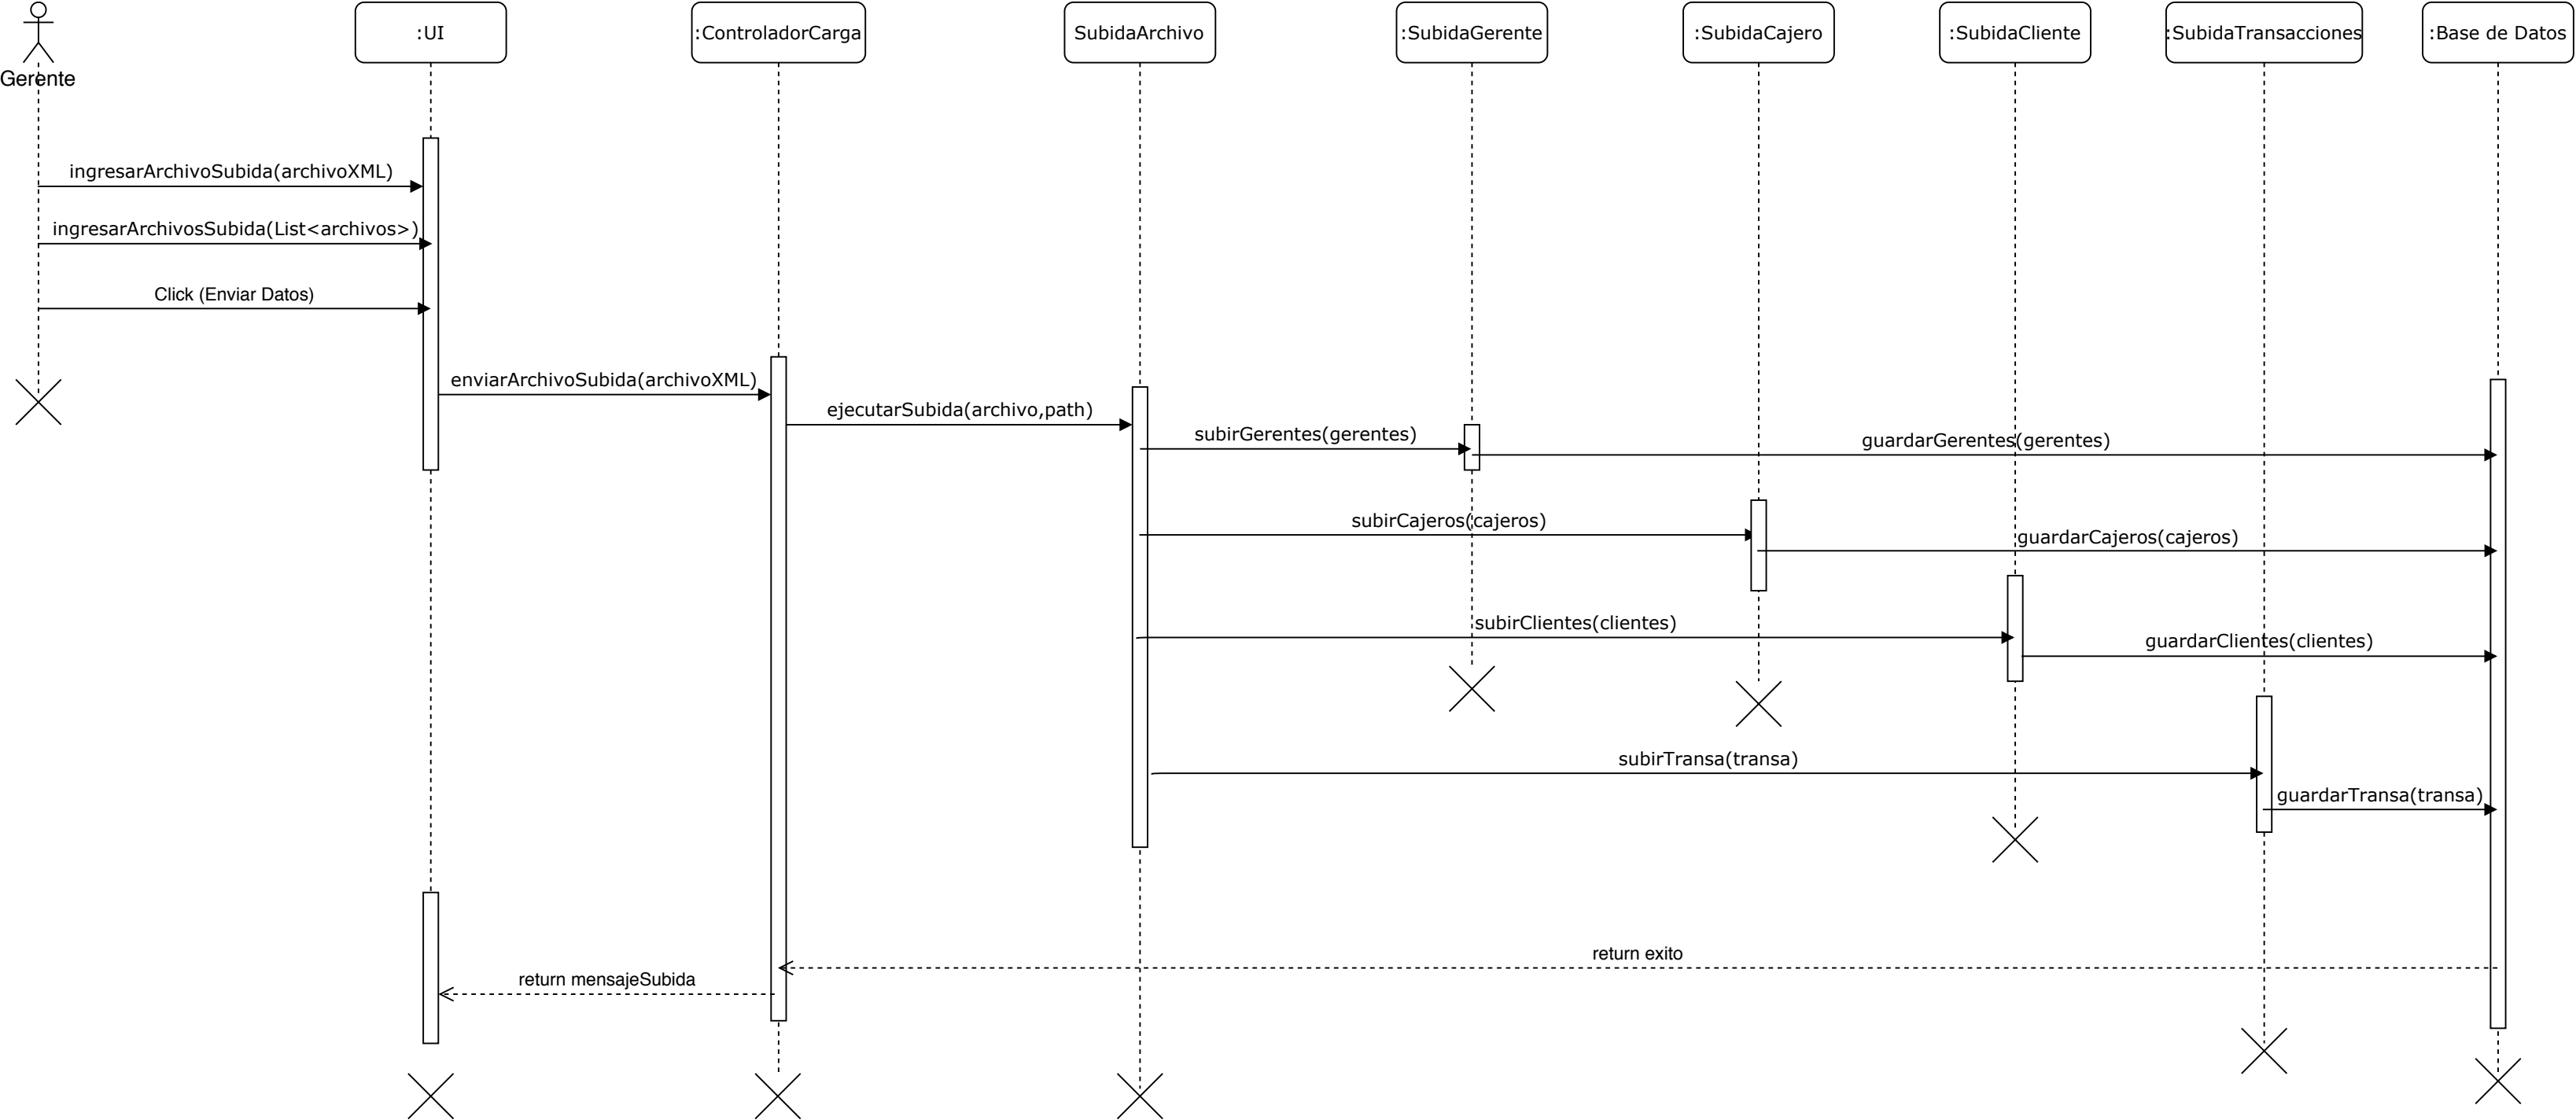 :UI
:ControladorCarga
SubidaArchivo
:SubidaGerente
:SubidaCajero
:SubidaCliente
:SubidaTransacciones
:Base de Datos
Gerente
ingresarArchivoSubida(archivoXML)
ingresarArchivosSubida(List<archivos>)
Click (Enviar Datos)
enviarArchivoSubida(archivoXML)
ejecutarSubida(archivo,path)
subirGerentes(gerentes)
guardarGerentes(gerentes)
subirCajeros(cajeros)
guardarCajeros(cajeros)
subirClientes(clientes)
guardarClientes(clientes)
subirTransa(transa)
guardarTransa(transa)
return exito
return mensajeSubida